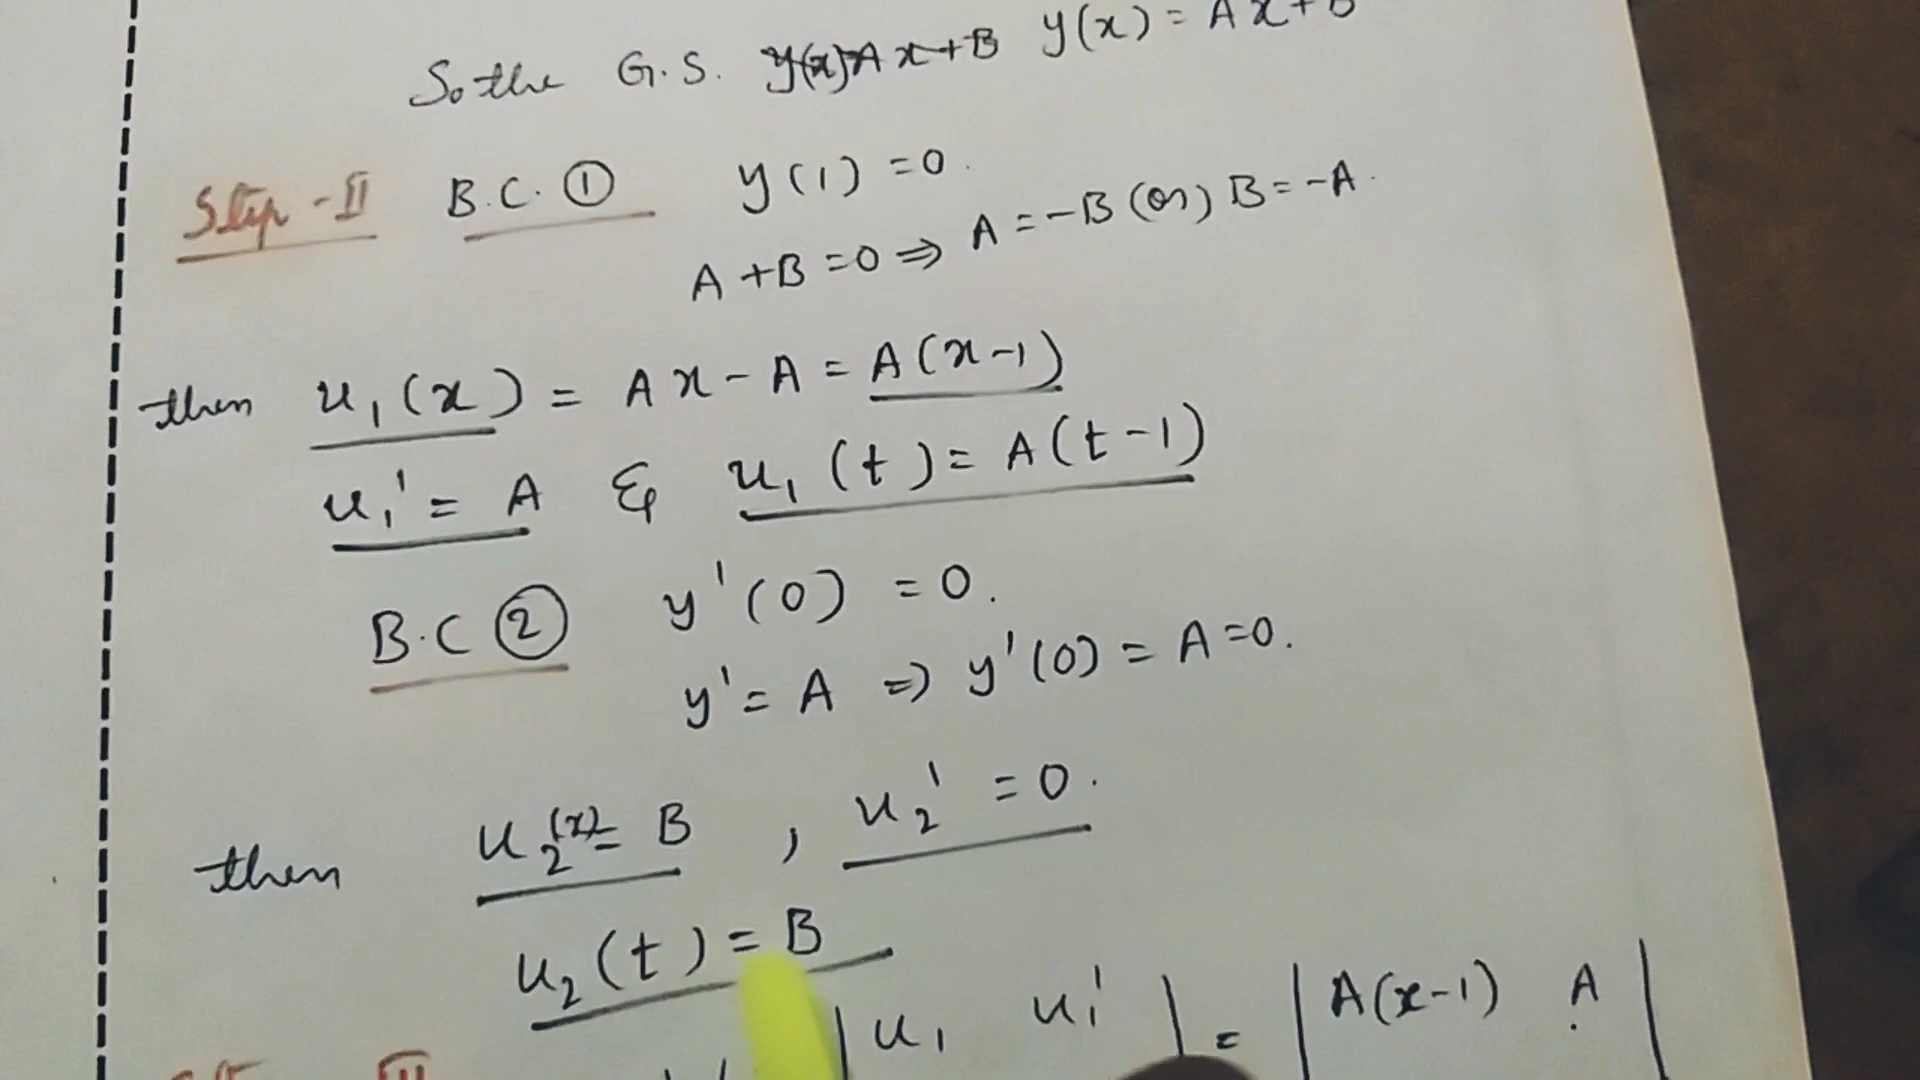 So the G.S. y(x) = Ax+B
Step-II B.C. ① y(1) = 0.
A+B=0 ⇒ A=-B (or) B=-A.
then u₁(x) = Ax-A = A(x-1)
u₁' = A & u₁(t) = A(t-1)
B.C ② y'(0) = 0.
y' = A ⇒ y'(0) = A = 0.
then u₂(x) = B , u₂' = 0.
u₂(t) = B
| u₁ u₁' | = | A(x-1) A |